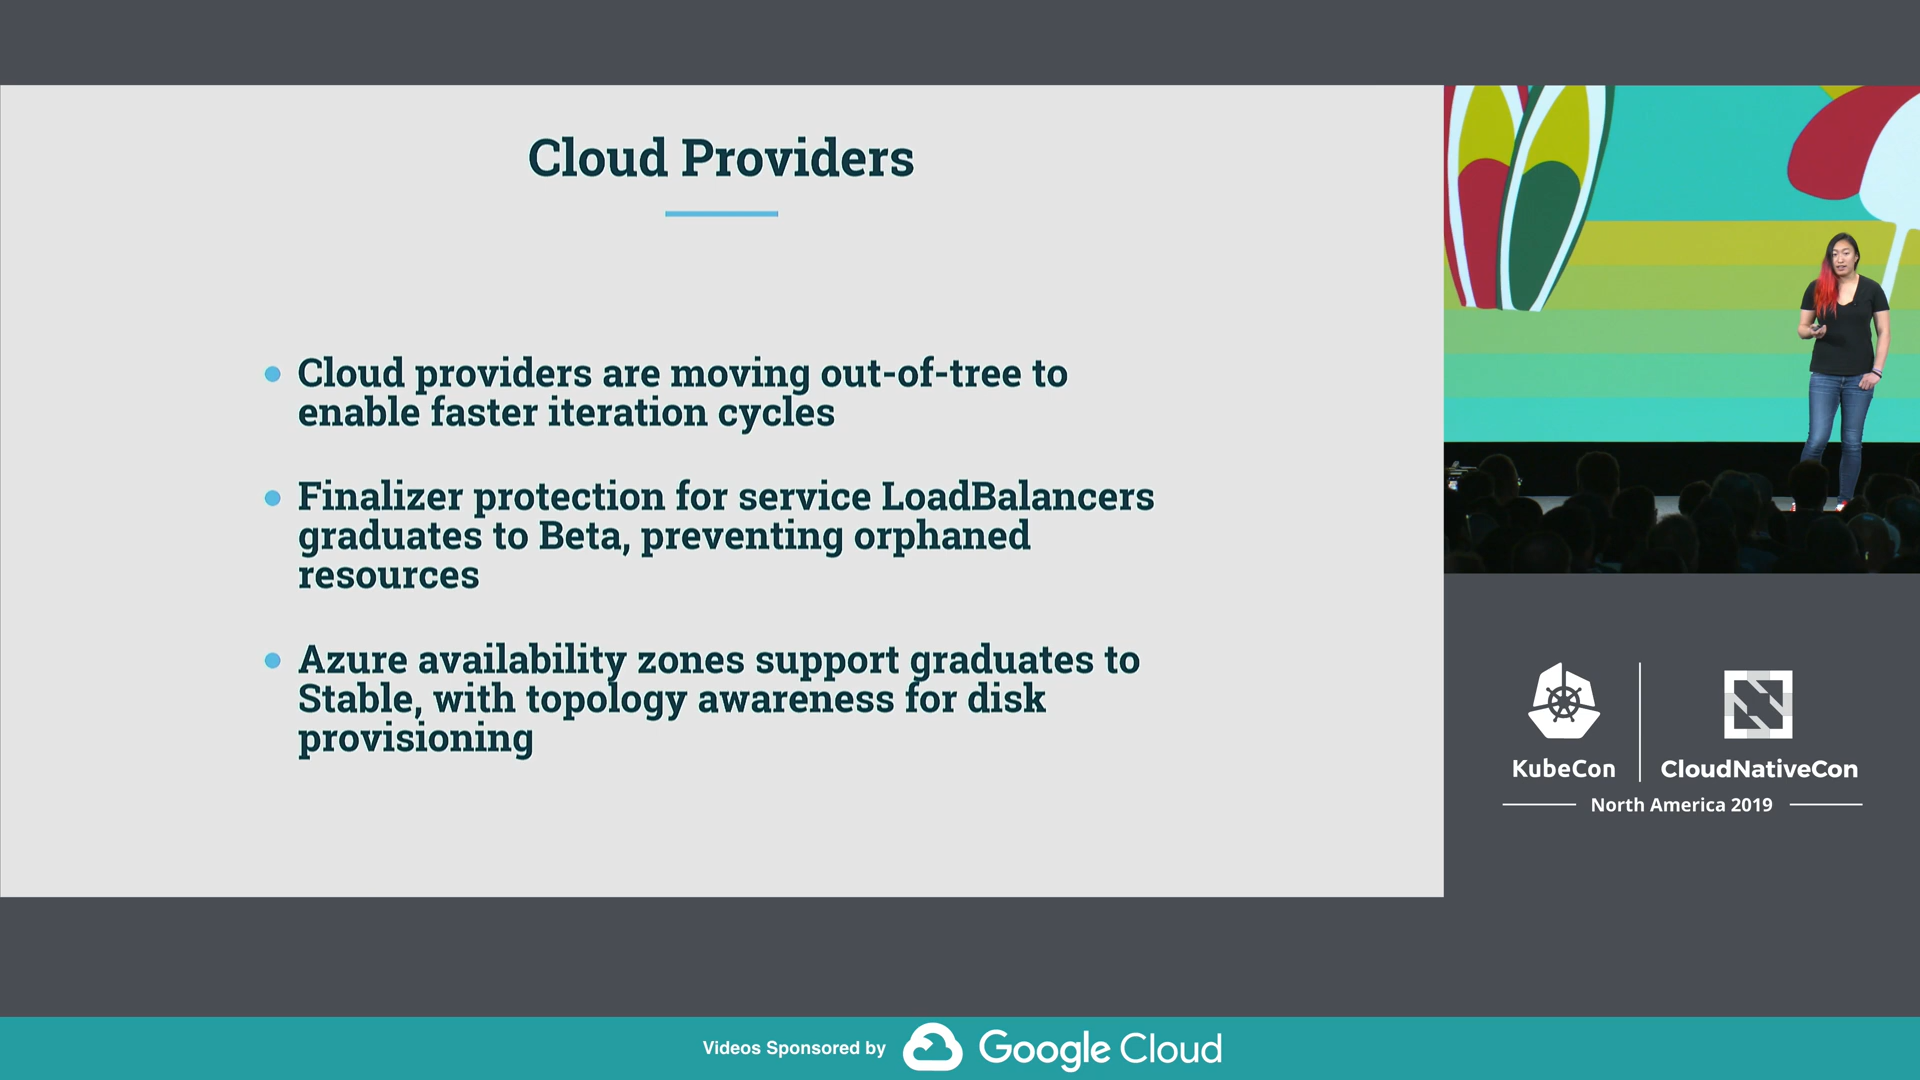 Cloud Providers
Cloud providers are moving out-of-tree to
enable faster iteration cycles
Finalizer protection for service LoadBalancers
graduates to Beta, preventing orphaned
resources
Azure availability zones support graduates to
Stable, with topology awareness for disk
provisioning
KubeCon
CloudNativeCon
North America 2019
Videos Sponsored by
Google Cloud